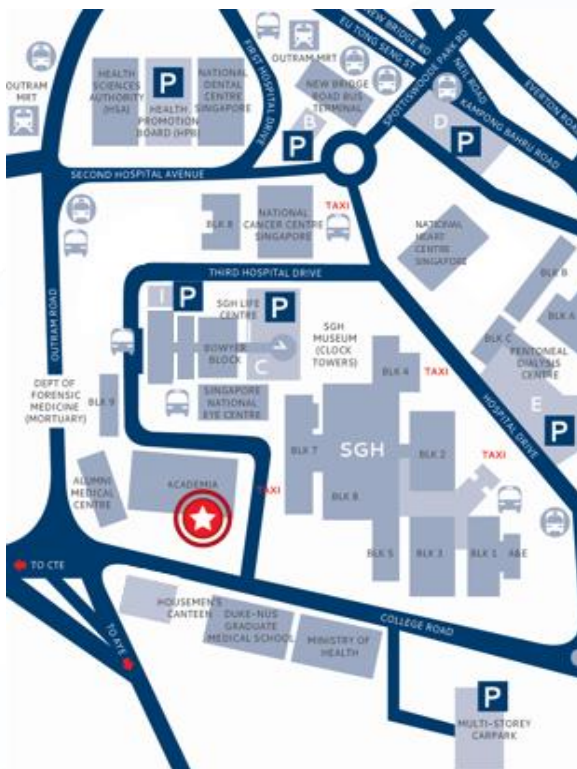 NEW BRIDGE RD
EU TONG SENG ST
SPOTTISWOODE PARK RD
NEIL ROAD
KAMPONG BAHRU ROAD
EVERTON ROAD
OUTRAM
MRT
HEALTH
SCIENCES
AUTHORITY
(HSA)
P
HEALTH
PROMOTION
BOARD (HPB)
NATIONAL
DENTAL
CENTRE
SINGAPORE
FIRST HOSPITAL DRIVE
OUTRAM MRT
NEW BRIDGE
ROAD BUS
TERMINAL
B
P
D
P
SECOND HOSPITAL AVENUE
BLK 8
NATIONAL
CANCER CENTRE
SINGAPORE
TAXI
NATIONAL
HEART
CENTRE
SINGAPORE
THIRD HOSPITAL DRIVE
BLK B
BLK A
BLK C
PENTONEAL
DIALYSIS
CENTRE
E
P
OUTRAM ROAD
I
P
SGH LIFE
CENTRE
P
BOWYER
BLOCK
C
SGH
MUSEUM
(CLOCK
TOWERS)
BLK 4
TAXI
HOSPITAL DRIVE
DEPT OF
FORENSIC
MEDICINE
(MORTUARY)
BLK 9
SINGAPORE
NATIONAL
EYE CENTRE
BLK 7
SGH
BLK 2
TAXI
ALUMNI
MEDICAL
CENTRE
ACADEMIA
TAXI
BLK 6
BLK 5
BLK 3
BLK 1
A&E
TO CTE
TO AYE
HOUSEMEN'S
CANTEEN
DUKE-NUS
GRADUATE
MEDICAL SCHOOL
MINISTRY OF
HEALTH
COLLEGE ROAD
P
MULTI-STOREY
CARPARK